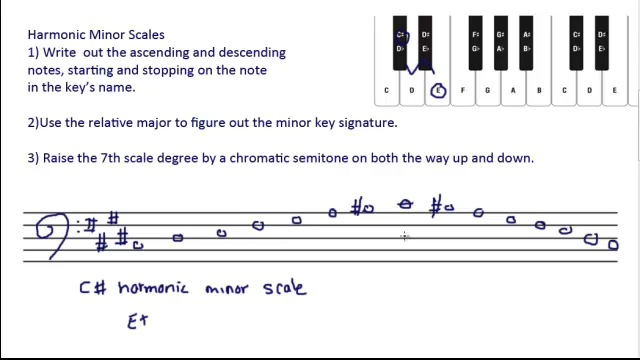 Harmonic Minor Scales
1) Write out the ascending and descending
notes, starting and stopping on the note
in the key's name.
2)Use the relative major to figure out the minor key signature.
3) Raise the 7th scale degree by a chromatic semitone on both the way up and down.
C# D# F# G# A# C# D#
D♭ E♭ G♭ A♭ B♭ D♭ E♭
C D E F G A B C D E
C# harmonic minor scale
E+